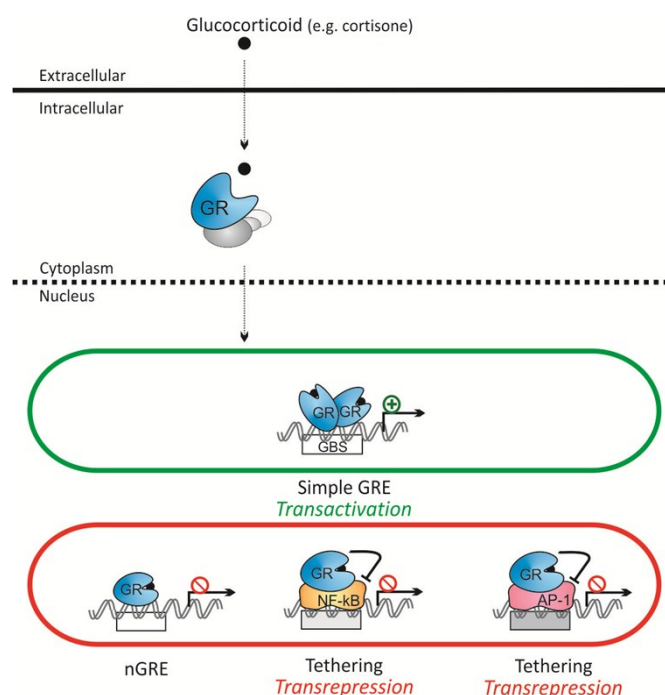 Glucocorticoid (e.g. cortisone)
Extracellular
Intracellular
GR
Cytoplasm
Nucleus
GR GR
+
GBS
Simple GRE
Transactivation
GR GR GR
NF-kB AP-1
nGRE Tethering Tethering
Transrepression Transrepression